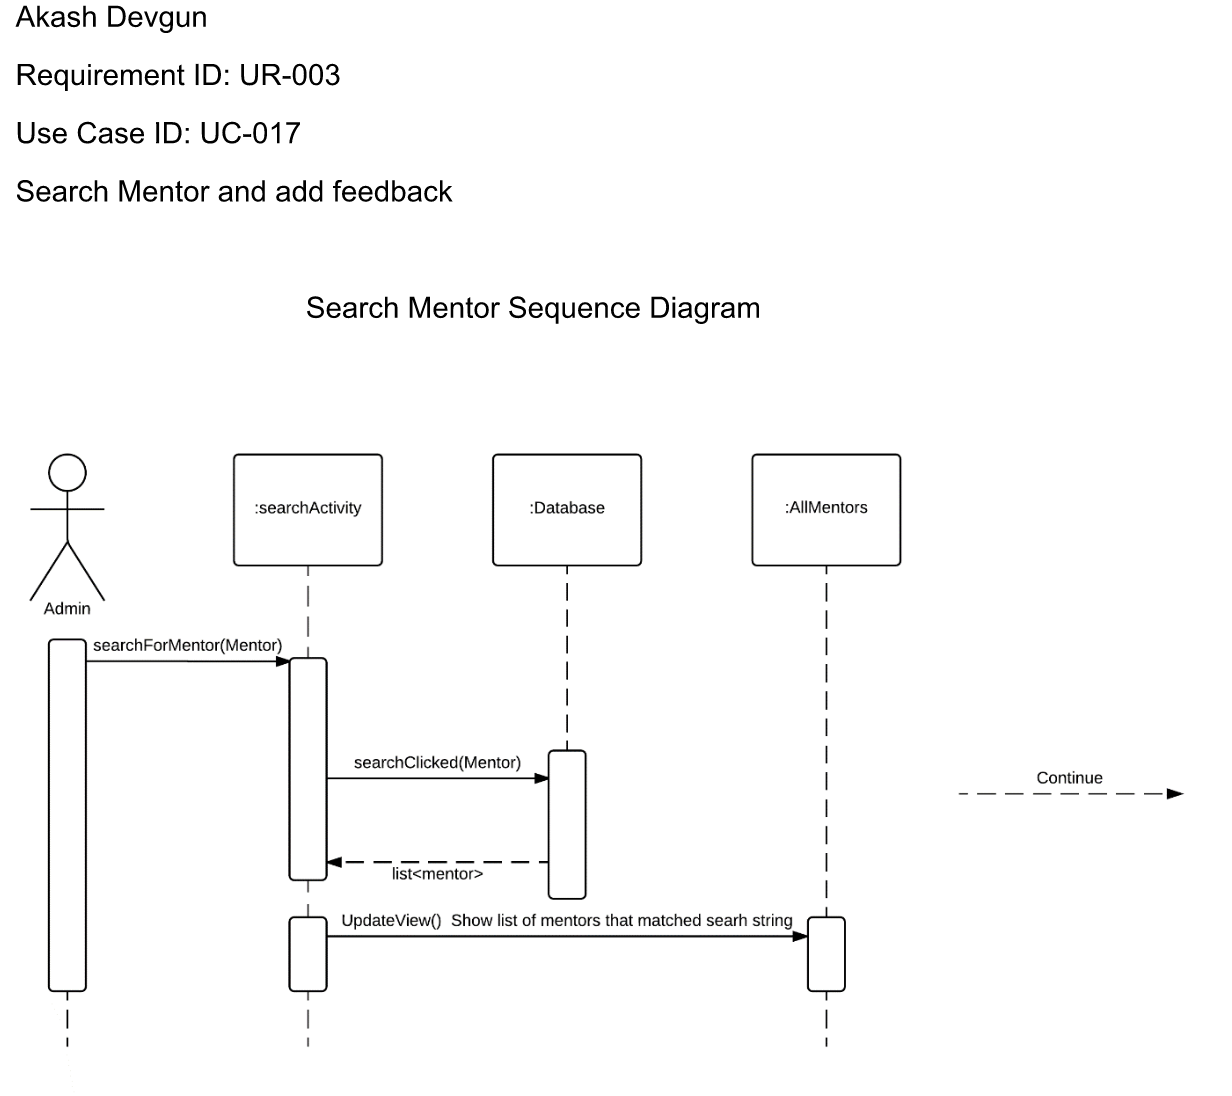 Akash Devgun
Requirement ID: UR-003
Use Case ID: UC-017
Search Mentor and add feedback
Search Mentor Sequence Diagram
:searchActivity
:Database
:AllMentors
Admin
searchForMentor(Mentor)
searchClicked(Mentor)
Continue
list<mentor>
UpdateView()  Show list of mentors that matched searh string